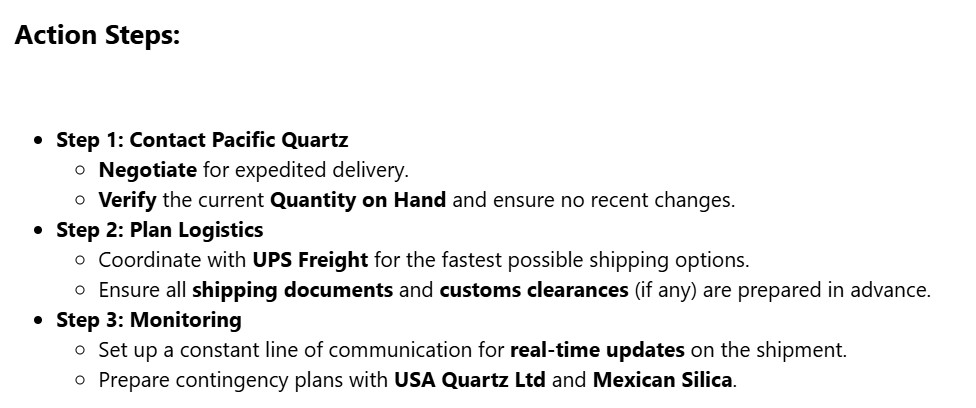 Action Steps:
Step 1: Contact Pacific Quartz
Negotiate for expedited delivery.
Verify the current Quantity on Hand and ensure no recent changes.
Step 2: Plan Logistics
Coordinate with UPS Freight for the fastest possible shipping options.
Ensure all shipping documents and customs clearances (if any) are prepared in advance.
Step 3: Monitoring
Set up a constant line of communication for real-time updates on the shipment.
Prepare contingency plans with USA Quartz Ltd and Mexican Silica.